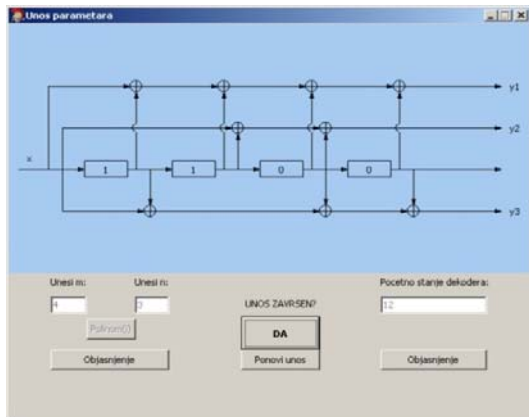 Unos parametara
y1
y2
x
1 1 0 0
y3
Unesi m: Unesi n: Pocetno stanje dekodera:
4 3 UNOS ZAVRSEN? 12
Polinom(i) DA
Objasnjenje Ponovi unos Objasnjenje